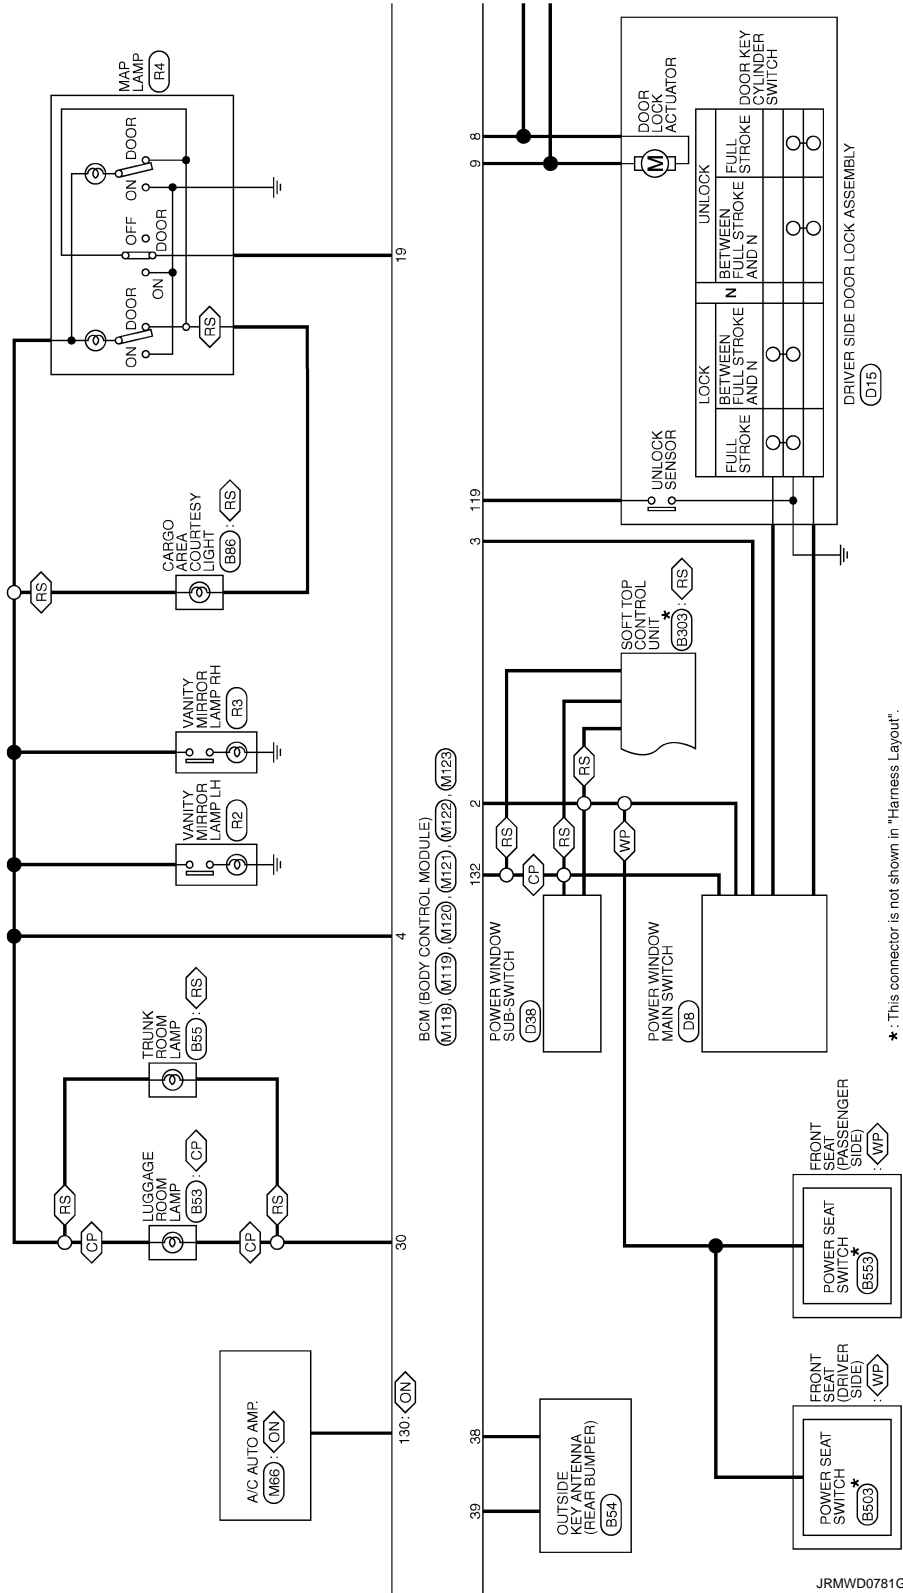 MAP
LAMP
R4
ON
DOOR
ON
OFF
DOOR
ON
DOOR
RS
19
CARGO
AREA
COURTESY
LIGHT
B86 : RS
RS
VANITY
MIRROR
LAMP RH
R3
VANITY
MIRROR
LAMP LH
R2
4
TRUNK
ROOM
LAMP
B55 : RS
RS
RS
LUGGAGE
ROOM
LAMP
B53 : CP
CP
CP
30
A/C AUTO AMP.
M66 : ON
130: ON
BCM (BODY CONTROL MODULE)
M118 , M119 , M120 , M121 , M122 , M123
39
38
132
2
3
119
9
8
OUTSIDE
KEY ANTENNA
(REAR BUMPER)
B54
POWER WINDOW
SUB-SWITCH
D38
RS
CP
RS
RS
WP
SOFT TOP
CONTROL
UNIT *
B303 : RS
POWER WINDOW
MAIN SWITCH
D8
UNLOCK
SENSOR
DOOR
LOCK
ACTUATOR
M
LOCK
N
UNLOCK
FULL
STROKE
BETWEEN
FULL STROKE
AND N
BETWEEN
FULL STROKE
AND N
FULL
STROKE
DOOR KEY
CYLINDER
SWITCH
DRIVER SIDE DOOR LOCK ASSEMBLY
D15
FRONT
SEAT
(DRIVER
SIDE)
: WP
POWER SEAT
SWITCH *
B503
FRONT
SEAT
(PASSENGER
SIDE)
: WP
POWER SEAT
SWITCH *
B553
* : This connector is not shown in "Harness Layout".
JRMWD0781G